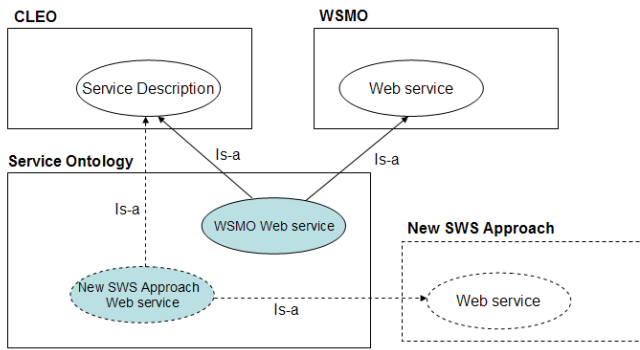 CLEO
WSMO
Service Description
Web service
Is-a
Is-a
Service Ontology
Is-a
WSMO Web service
New SWS Approach
New SWS Approach
Web service
Web service
Is-a